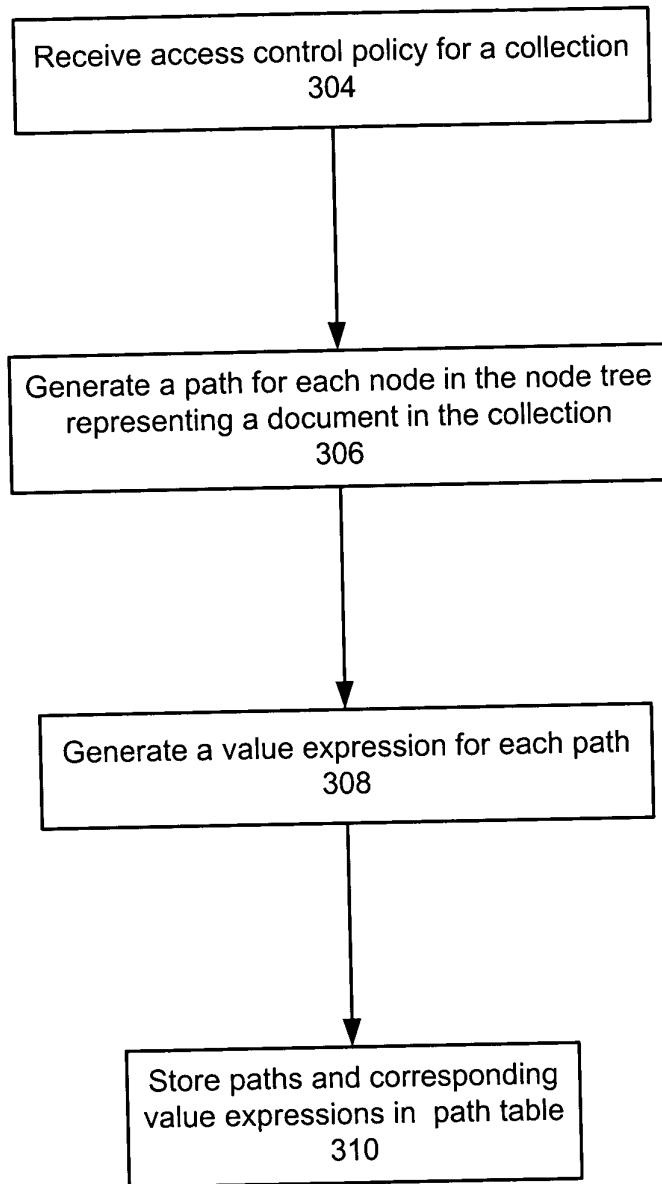 Receive access control policy for a collection
304
Generate a path for each node in the node tree
representing a document in the collection
306
Generate a value expression for each path
308
Store paths and corresponding
value expressions in path table
310